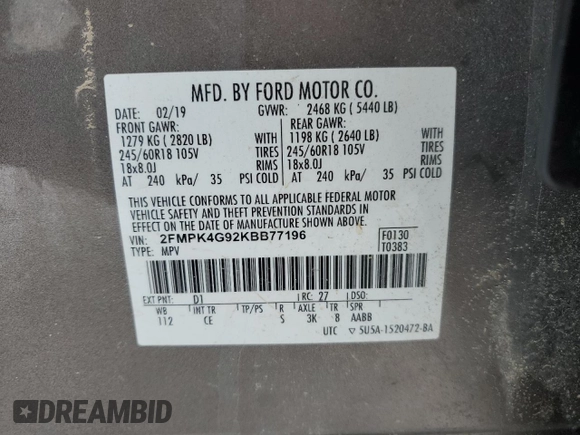 MFD. BY FORD MOTOR CO.
DATE: 02/19 GVWR: 2468 KG ( 5440 LB)
FRONT GAWR: REAR GAWR:
1279 KG ( 2820 LB) WITH 1198 KG ( 2640 LB) WITH
245/60R18 105V TIRES 245/60R18 105V TIRES
18x8.0J RIMS 18x8.0J RIMS
AT 240 kPa/ 35 PSI COLD AT 240 kPa/ 35 PSI COLD
THIS VEHICLE CONFORMS TO ALL APPLICABLE FEDERAL MOTOR
VEHICLE SAFETY AND THEFT PREVENTION STANDARDS IN
EFFECT ON THE DATE OF MANUFACTURE SHOWN ABOVE.
VIN: 2FMPK4G92KBB77196 F0130
TYPE: MPV T0383
EXT PNT: D1 RC: 27 DSO:
WB INT TR TP/PS R AXLE TR SPR
112 CE S 3K 8 AABB
UTC 5U5A-1520472-BA
DREAMBID